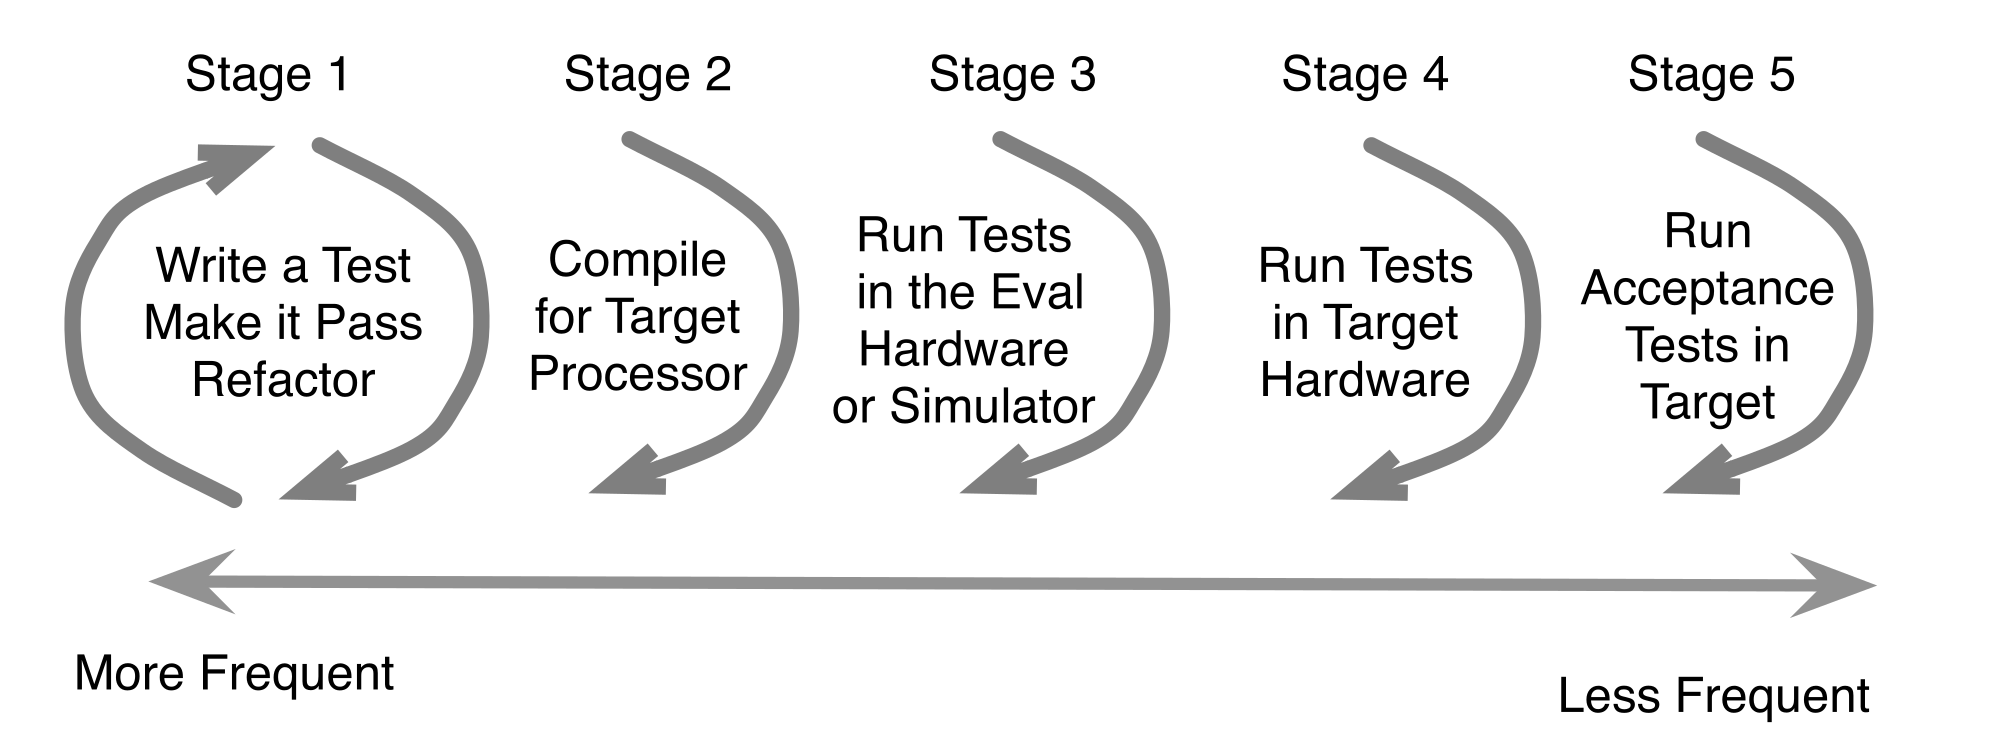 Stage 1
Stage 2
Stage 3
Stage 4
Stage 5
Write a Test
Make it Pass
Refactor
Compile
for Target
Processor
Run Tests
in the Eval
Hardware
or Simulator
Run Tests
in Target
Hardware
Run
Acceptance
Tests in
Target
More Frequent
Less Frequent